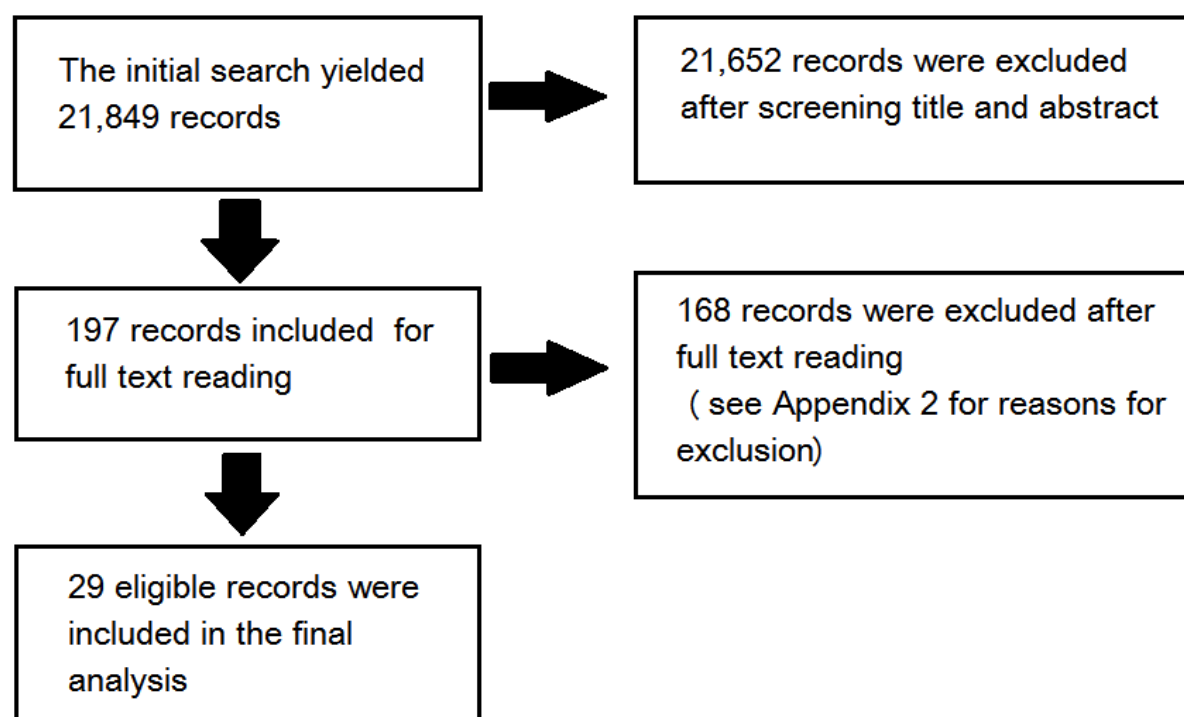 The initial search yielded
21,849 records
21,652 records were excluded
after screening title and abstract
197 records included  for
full text reading
168 records were excluded after
full text reading
（see Appendix 2 for reasons for
exclusion)
29 eligible records were
included in the final
analysis